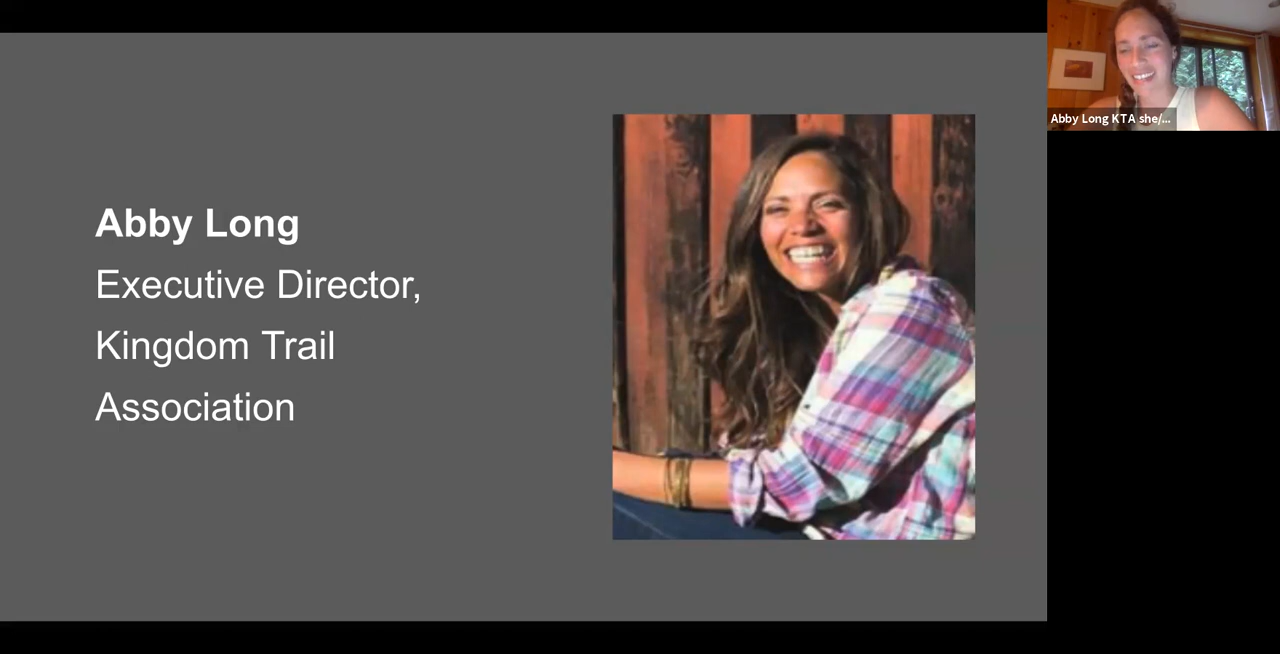 Abby Long
Executive Director,
Kingdom Trail
Association
Abby Long KTA she/...